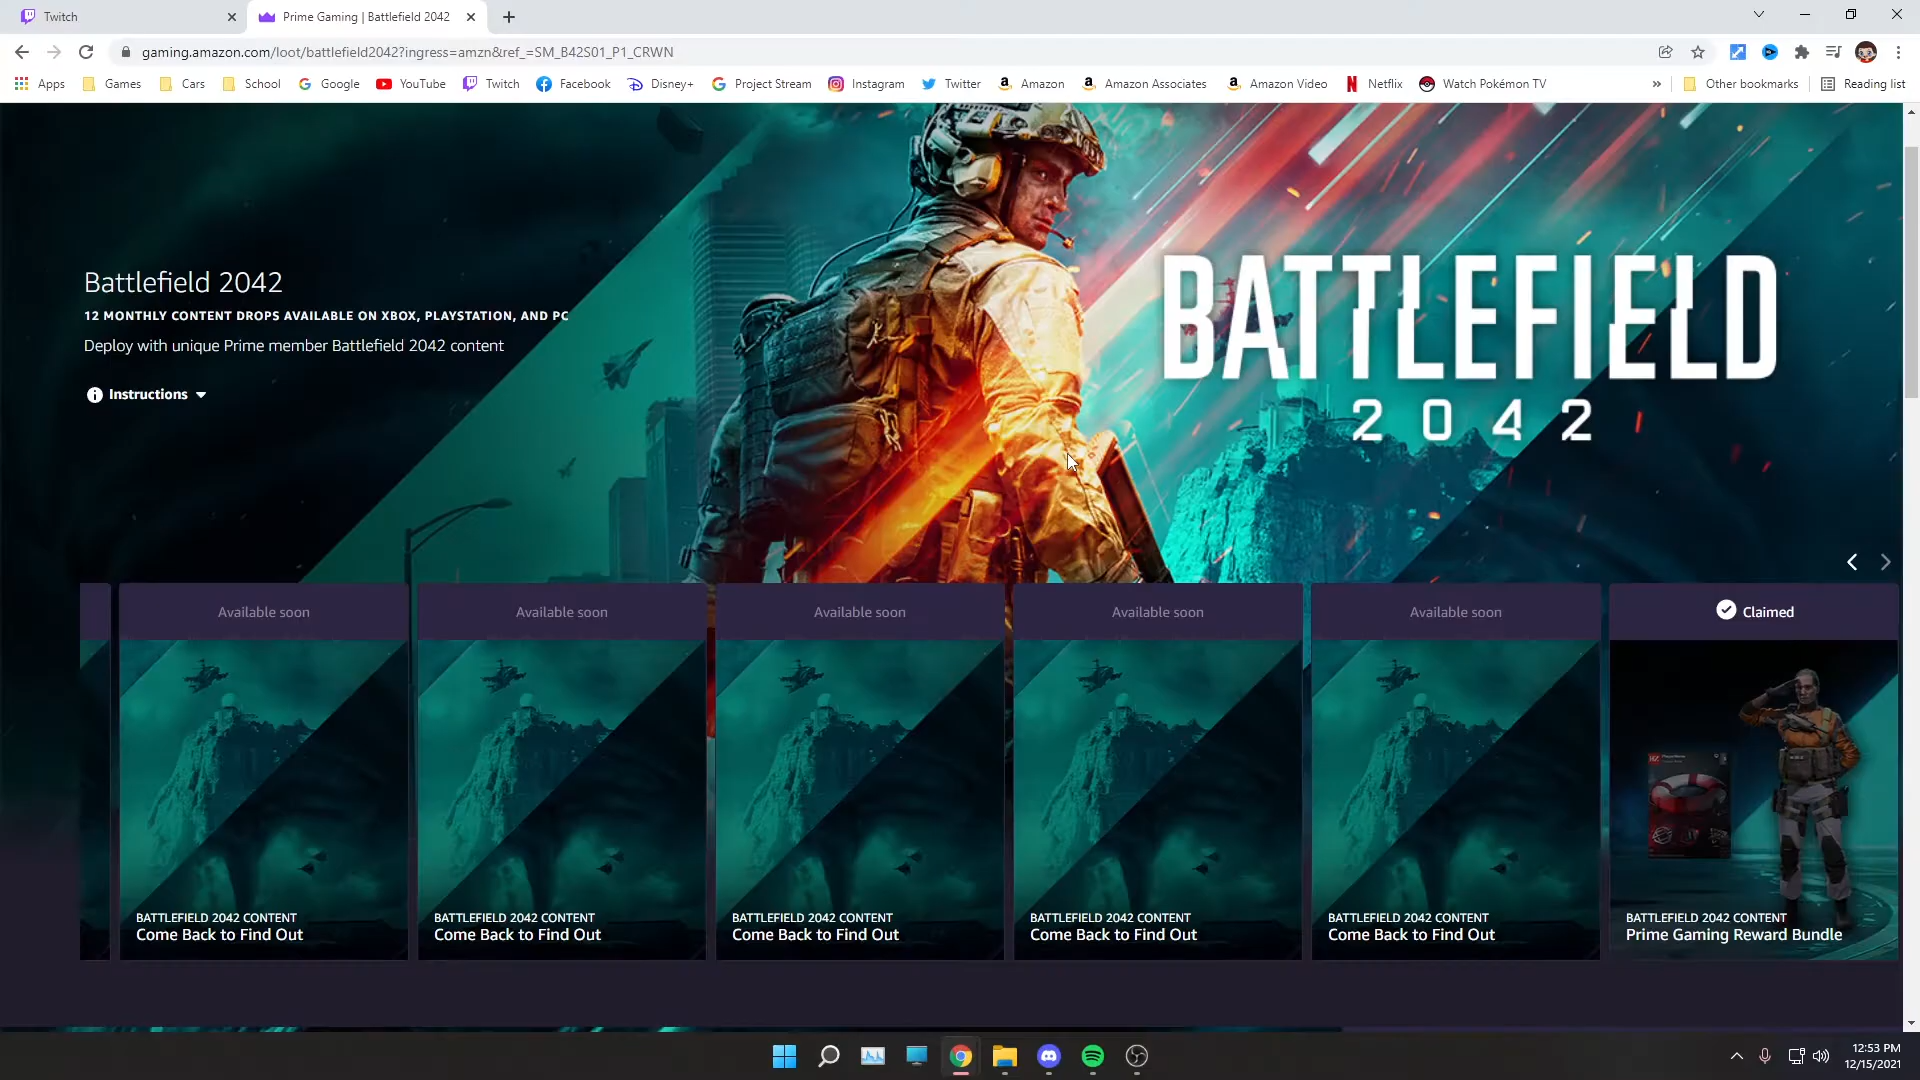 Twitch
Prime Gaming | Battlefield 2042
gaming.amazon.com/loot/battlefield2042?ingress=amzn&ref_=SM_B42S01_P1_CRWN
Apps
Games
Cars
School
Google
YouTube
Twitch
Facebook
Disney+
Project Stream
Instagram
Twitter
Amazon
Amazon Associates
Amazon Video
Netflix
Watch Pokémon TV
Other bookmarks
Reading list
Battlefield 2042
12 MONTHLY CONTENT DROPS AVAILABLE ON XBOX, PLAYSTATION, AND PC
Deploy with unique Prime member Battlefield 2042 content
Instructions
BATTLEFIELD
2042
Available soon
BATTLEFIELD 2042 CONTENT
Come Back to Find Out
Available soon
BATTLEFIELD 2042 CONTENT
Come Back to Find Out
Available soon
BATTLEFIELD 2042 CONTENT
Come Back to Find Out
Available soon
BATTLEFIELD 2042 CONTENT
Come Back to Find Out
Available soon
BATTLEFIELD 2042 CONTENT
Come Back to Find Out
Claimed
BATTLEFIELD 2042 CONTENT
Prime Gaming Reward Bundle
12:53 PM
12/15/2021